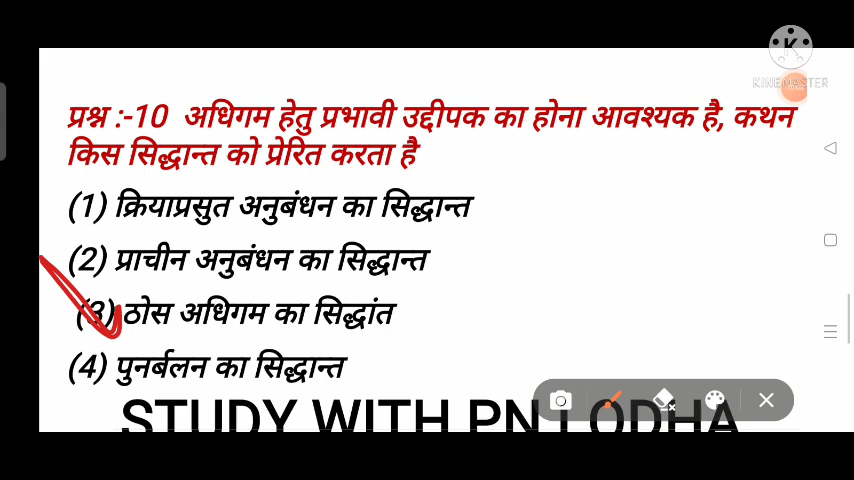 KINEMASTER
प्रश्न :-10 अधिगम हेतु प्रभावी उद्दीपक का होना आवश्यक है, कथन
किस सिद्धान्त को प्रेरित करता है
(1) क्रियाप्रसुत अनुबंधन का सिद्धान्त
(2) प्राचीन अनुबंधन का सिद्धान्त
(3) ठोस अधिगम का सिद्धांत
(4) पुनर्बलन का सिद्धान्त
STUDY WITH PN LODHA